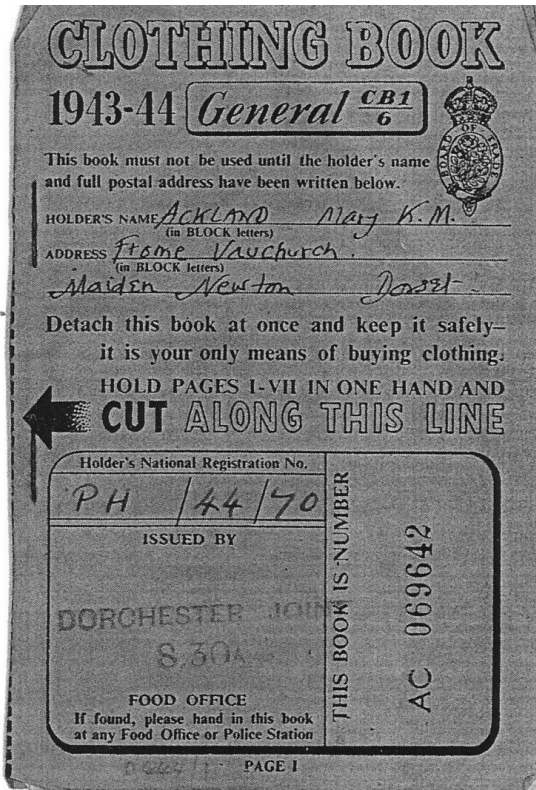 CLOTHING BOOK
1943-44 General CB1/6
BOARD OF TRADE
This book must not be used until the holder's name
and full postal address have been written below.
HOLDER'S NAME ACKLAND Mary K.M.
(in BLOCK letters)
ADDRESS Frome Vauchurch.
(in BLOCK letters)
Maiden Newton Dorset
Detach this book at once and keep it safely—
it is your only means of buying clothing.
HOLD PAGES I-VII IN ONE HAND AND
CUT ALONG THIS LINE
Holder's National Registration No.
PH /44/70
ISSUED BY
DORCHESTER JOINT
8.30
FOOD OFFICE
If found, please hand in this book
at any Food Office or Police Station
THIS BOOK IS NUMBER
AC 069642
PAGE I